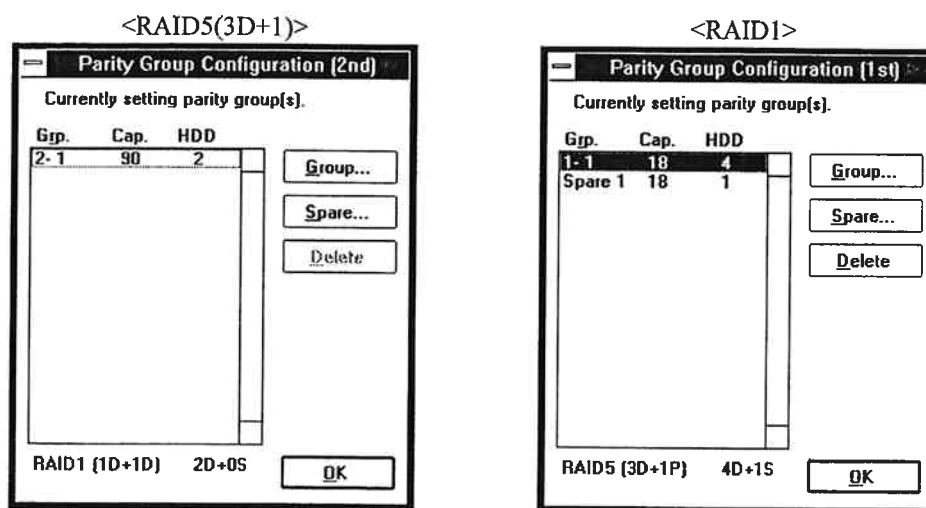 <RAID5(3D+1)>
Parity Group Configuration (2nd)
Currently setting parity group(s).
Grp. Cap. HDD
2- 1 90 2
Group...
Spare...
Delete
RAID1 (1D+1D) 2D+0S
OK
<RAID1>
Parity Group Configuration (1st)
Currently setting parity group(s).
Grp. Cap. HDD
1- 1 18 4
Spare 1 18 1
Group...
Spare...
Delete
RAID5 (3D+1P) 4D+1S
OK